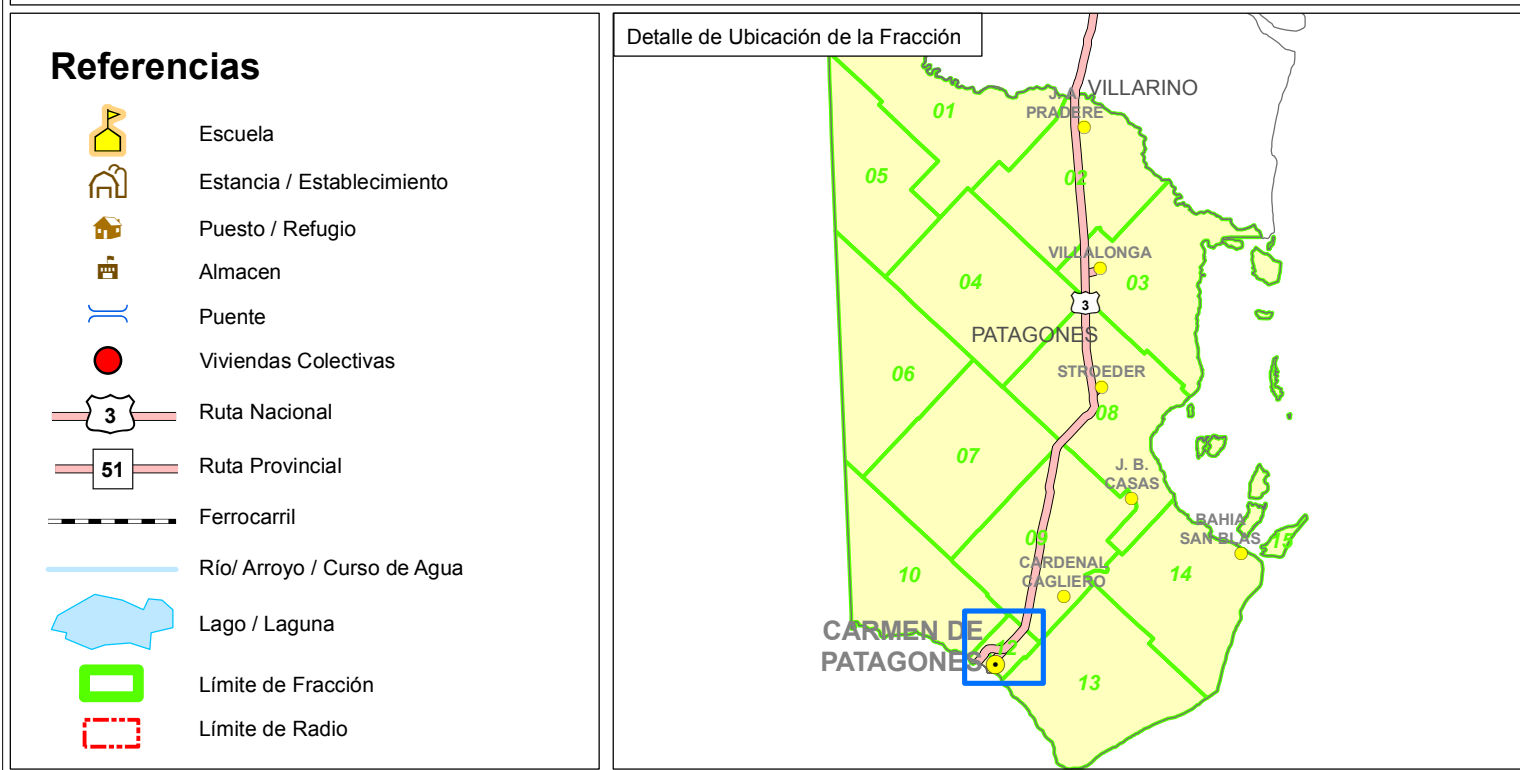 Referencias
Escuela
Estancia / Establecimiento
Puesto / Refugio
Almacen
Puente
Viviendas Colectivas
3
Ruta Nacional
51
Ruta Provincial
Ferrocarril
Río/ Arroyo / Curso de Agua
Lago / Laguna
Límite de Fracción
Límite de Radio
Detalle de Ubicación de la Fracción
VILLARINO
J. A.
PRADERE
01
05
02
VILLALONGA
04
03
3
PATAGONES
STROEDER
06
08
07
J. B.
CASAS
BAHIA
SAN BLAS
15
09
CARDENAL
CAGLIERO
14
10
CARMEN DE
PATAGONES
12
13